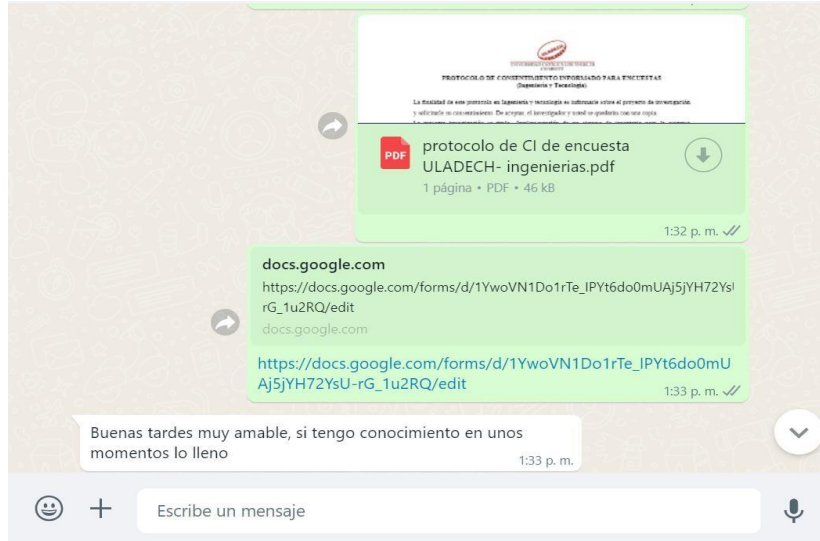 PROTOCOLO DE CONSENTIMIENTO INFORMADO PARA ENCUESTAS
(Ingeniería y Tecnología)
La finalidad de este protocolo en Ingeniería y tecnología es informarle sobre el proyecto de investigación
y solicitarle su consentimiento. De aceptar, el investigador y usted se quedarán con una copia.
PDF
protocolo de CI de encuesta
ULADECH- ingenierias.pdf
1 página • PDF • 46 kB
1:32 p. m.
docs.google.com
https://docs.google.com/forms/d/1YwoVN1Do1rTe_IPYt6do0mUAj5jYH72Ys
rG_1u2RQ/edit
docs.google.com
https://docs.google.com/forms/d/1YwoVN1Do1rTe_IPYt6do0mU
Aj5jYH72YsU-rG_1u2RQ/edit
1:33 p. m.
Buenas tardes muy amable, si tengo conocimiento en unos
momentos lo lleno
1:33 p. m.
Escribe un mensaje